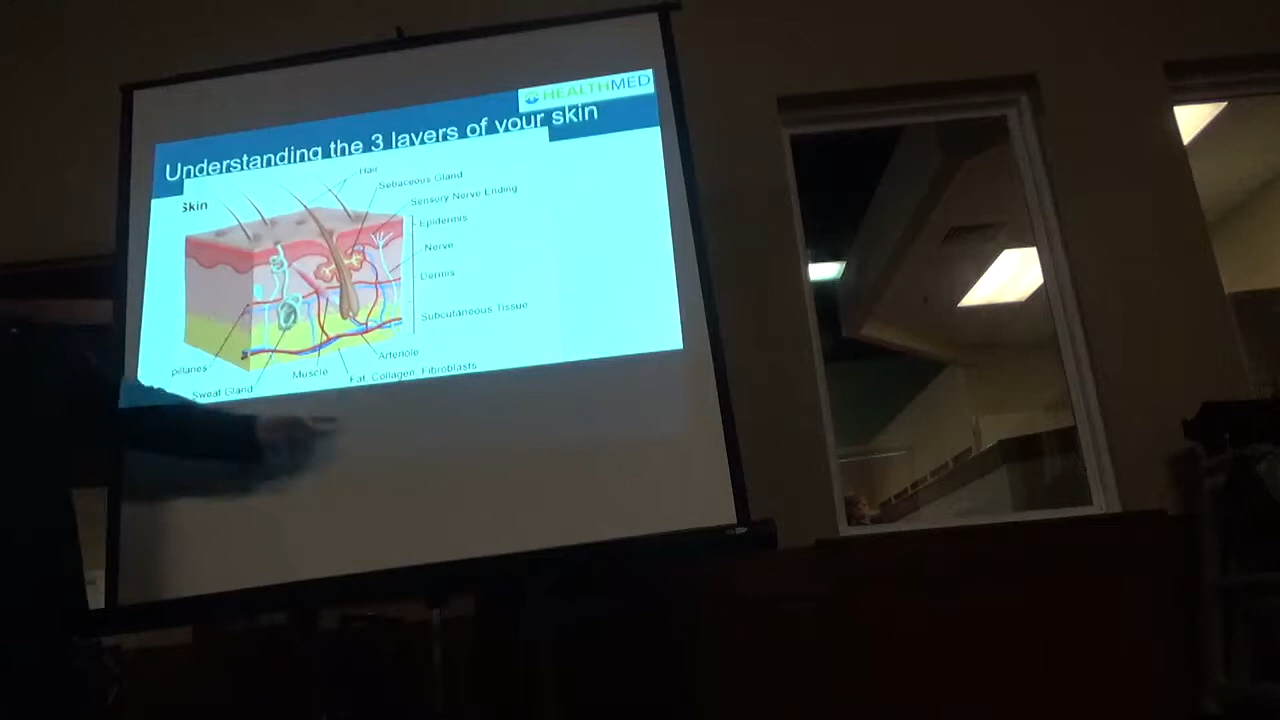 HEALTHMED
Understanding the 3 layers of your skin
Hair
Skin
Sebaceous Gland
Sensory Nerve Ending
Epidermis
Nerve
Dermis
Subcutaneous Tissue
Arteriole
Muscle
Fat, Collagen, Fibroblasts
Sweat Gland